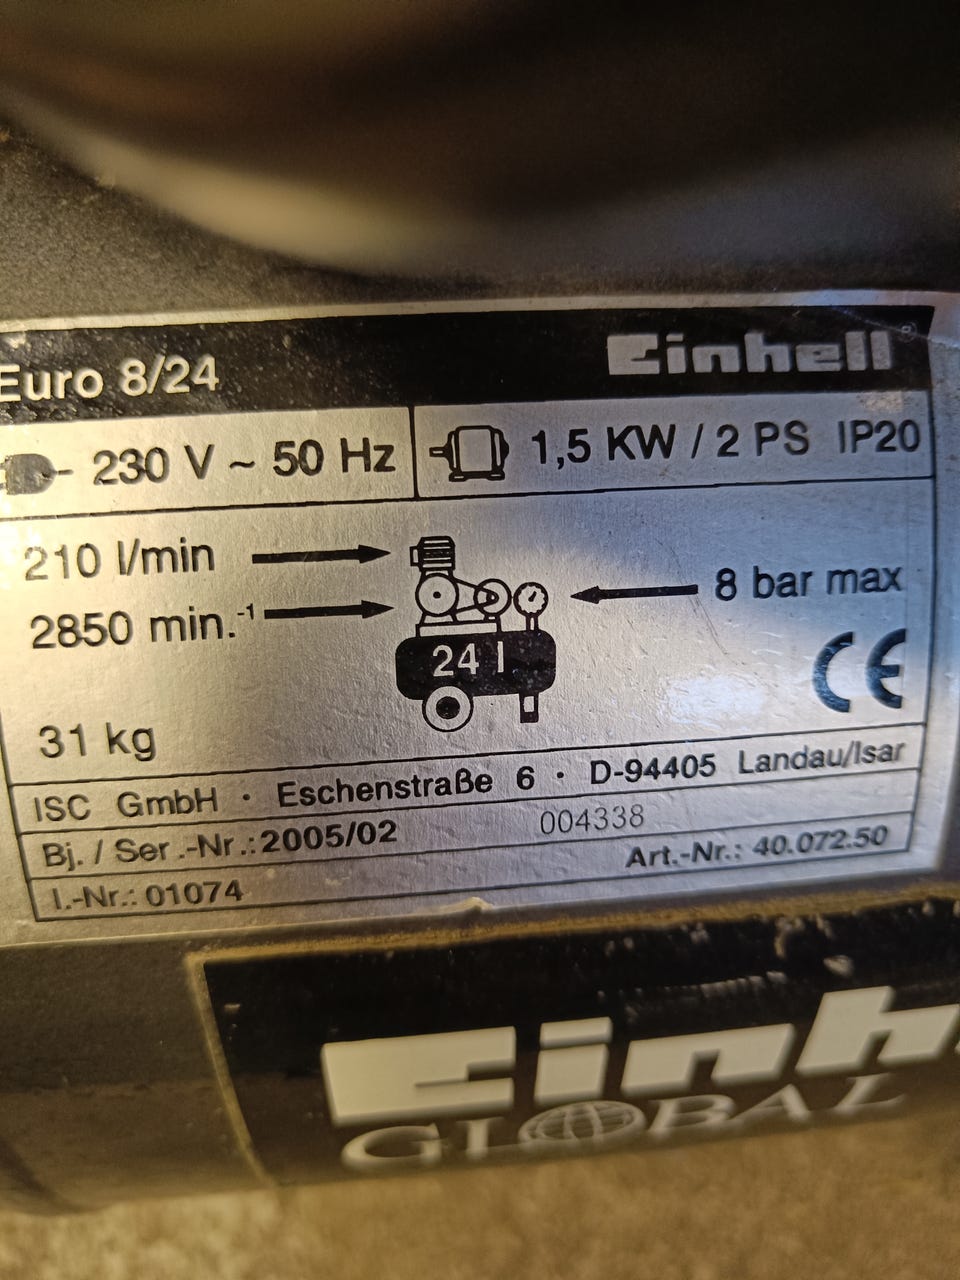 Euro 8/24 Einhell®
230 V ~ 50 Hz 1,5 KW / 2 PS IP20
210 l/min
8 bar max
2850 min.-1
24 l
CE
31 kg
ISC GmbH · Eschenstraße 6 · D-94405 Landau/Isar
Bj. / Ser.-Nr.: 2005/02 004338
I.-Nr.: 01074 Art.-Nr.: 40.072.50
Einh
GLOBAL